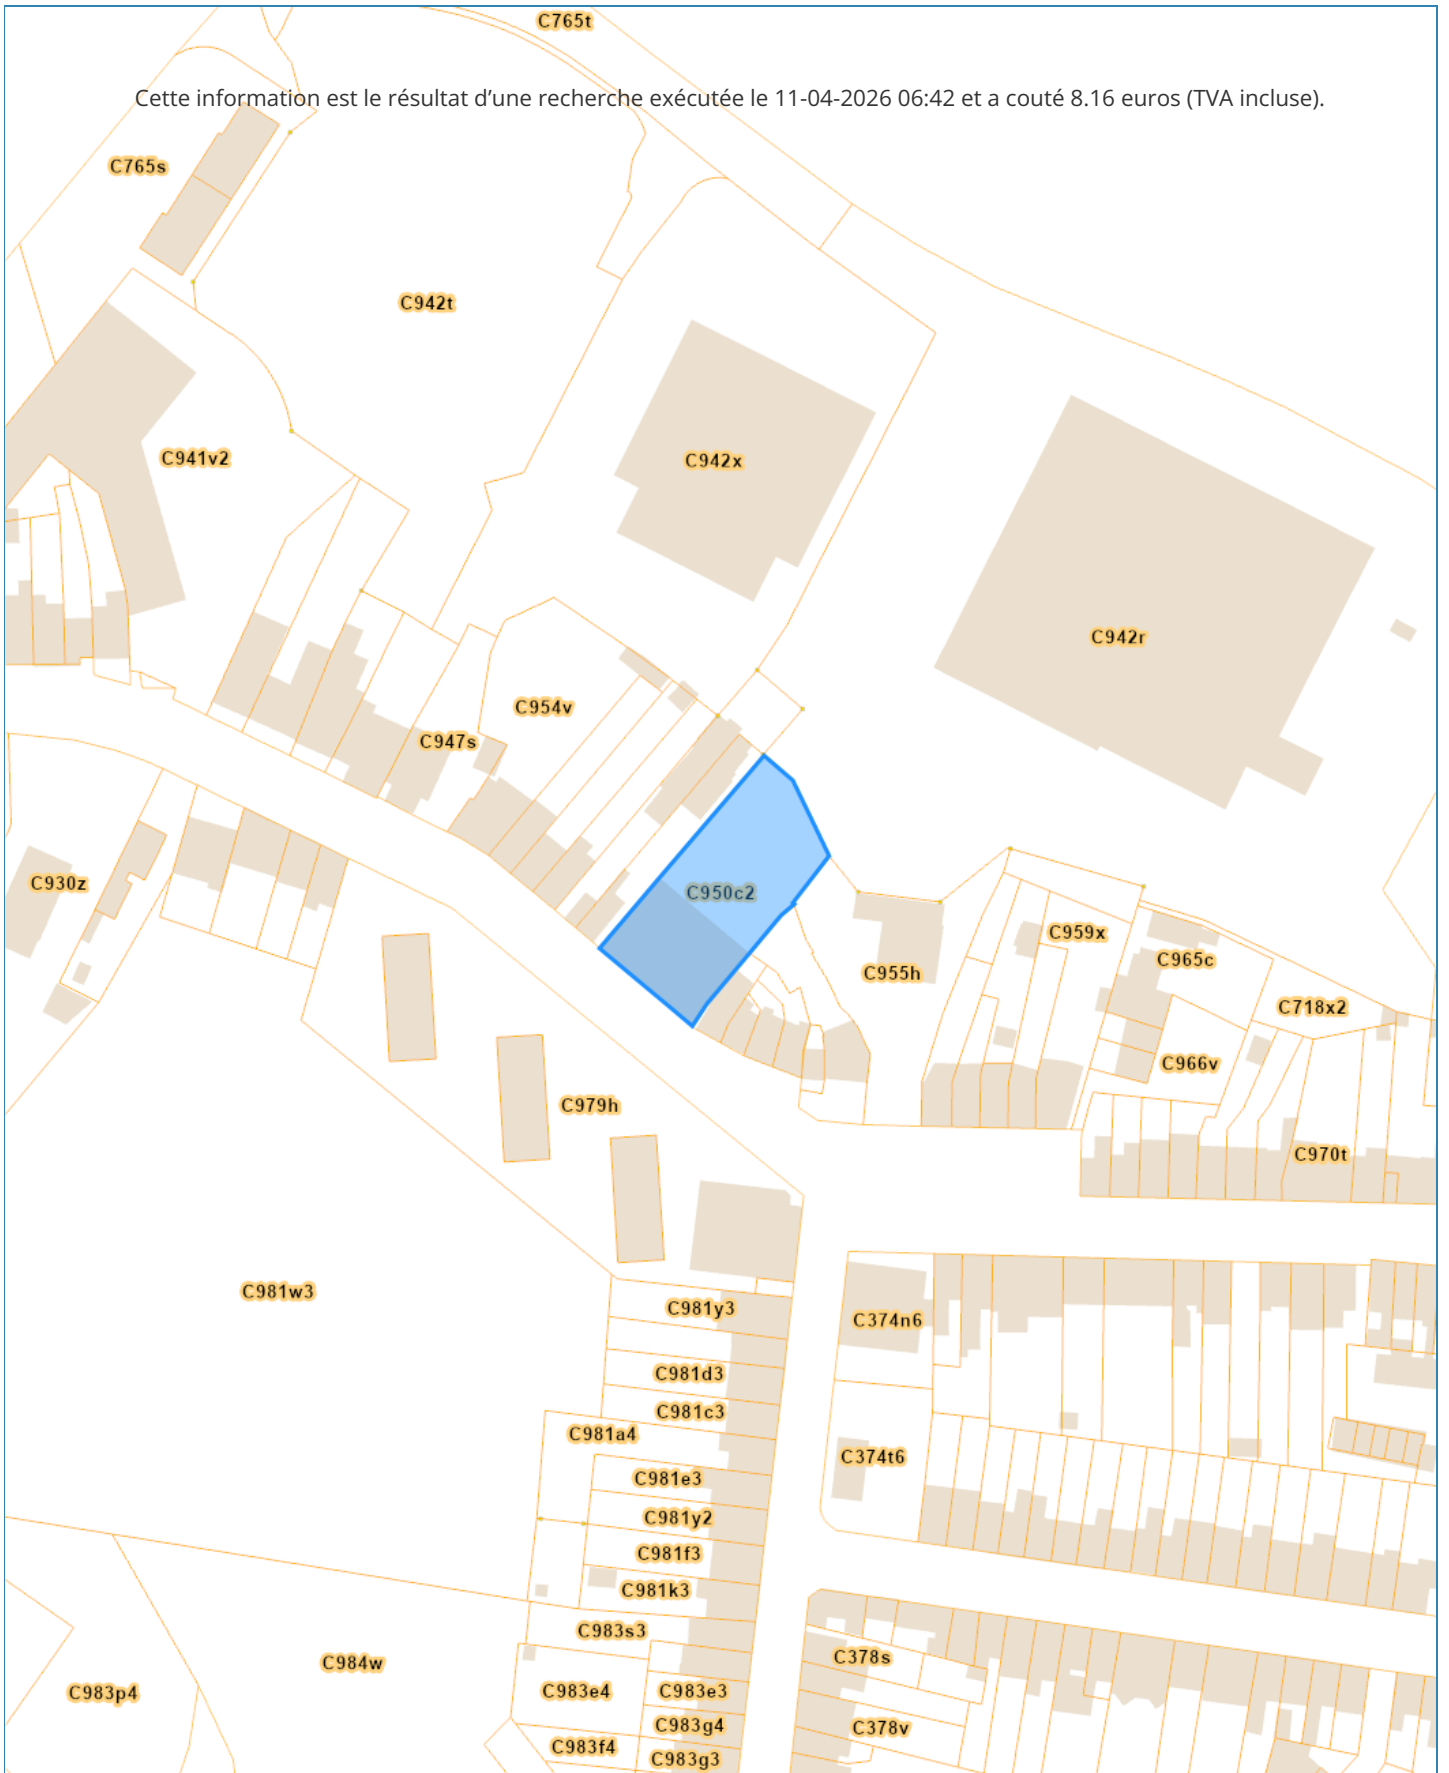 C765t
Cette information est le résultat d’une recherche exécutée le 11-04-2026 06:42 et a couté 8.16 euros (TVA incluse).
C765s
C942t
C941v2
C942x
C942r
C954v
C947s
C930z
C950c2
C959x
C965c
C955h
C718x2
C966v
C979h
C970t
C981w3
C981y3
C374n6
C981d3
C981c3
C981a4
C374t6
C981e3
C981y2
C981f3
C981k3
C983s3
C378s
C984w
C983p4
C983e4
C983e3
C983g4
C378v
C983f4
C983g3